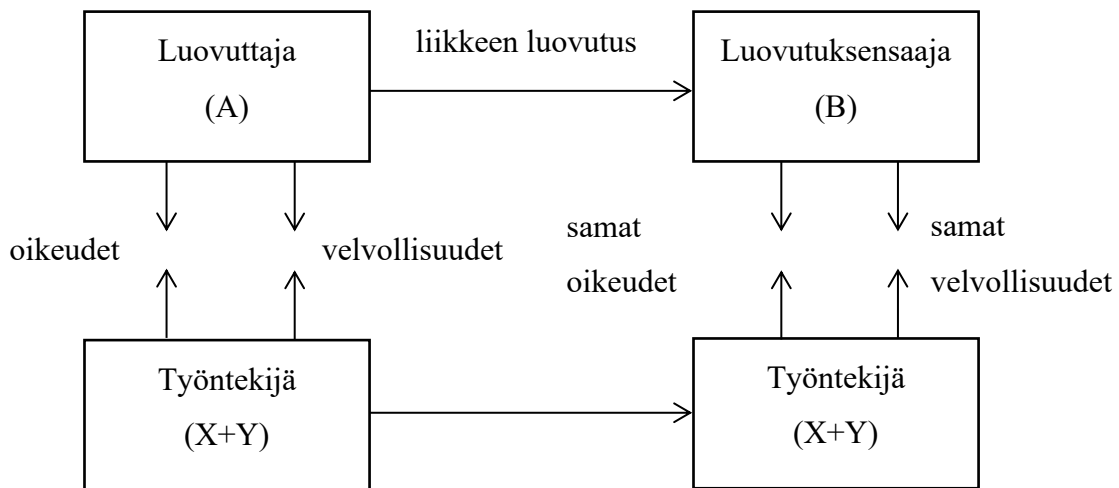 Luovuttaja
(A)
liikkeen luovutus
Luovutuksensaaja
(B)
oikeudet
velvollisuudet
samat
oikeudet
samat
velvollisuudet
Työntekijä
(X+Y)
Työntekijä
(X+Y)